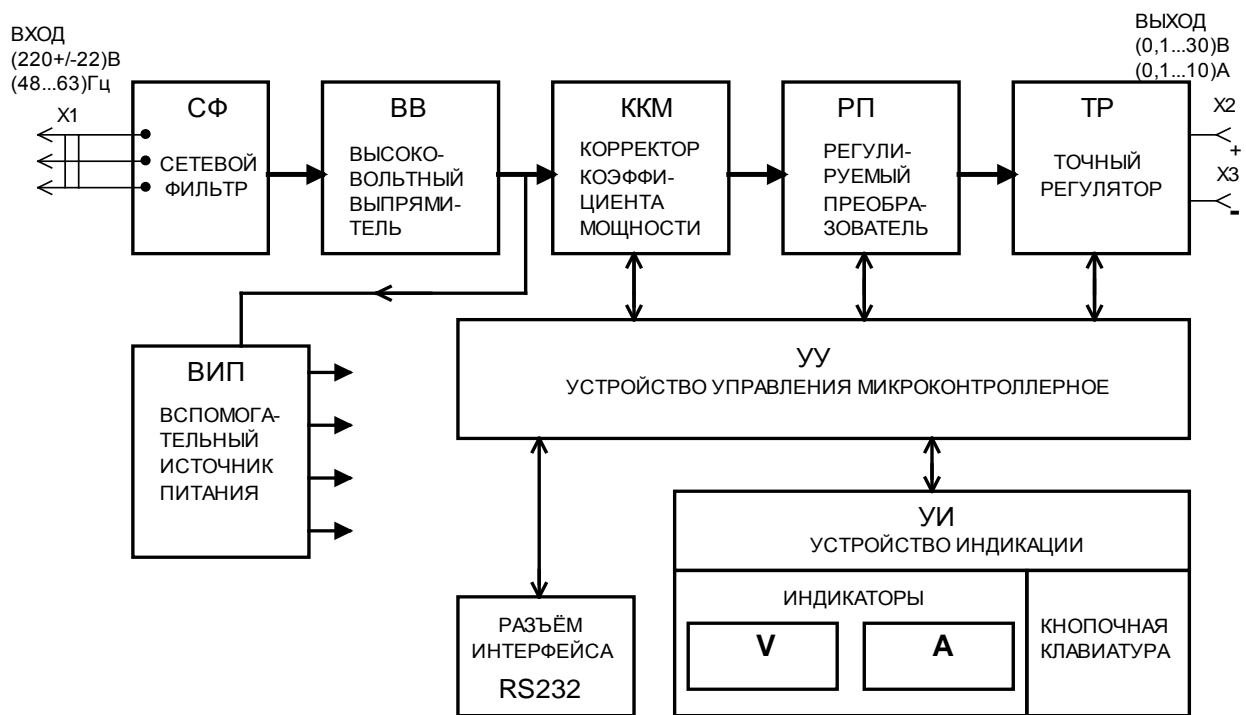 ВХОД
(220+/-22)В
(48...63)Гц
X1
ВЫХОД
(0,1...30)В
(0,1...10)А
X2
+
X3
-
СФ
СЕТЕВОЙ
ФИЛЬТР
ВВ
ВЫСОКО-
ВОЛЬТНЫЙ
ВЫПРЯМИ-
ТЕЛЬ
ККМ
КОРРЕКТОР
КОЭФФИ-
ЦИЕНТА
МОЩНОСТИ
РП
РЕГУЛИ-
РУЕМЫЙ
ПРЕОБРА-
ЗОВАТЕЛЬ
ТР
ТОЧНЫЙ
РЕГУЛЯТОР
ВИП
ВСПОМОГА-
ТЕЛЬНЫЙ
ИСТОЧНИК
ПИТАНИЯ
УУ
УСТРОЙСТВО УПРАВЛЕНИЯ МИКРОКОНТРОЛЛЕРНОЕ
РАЗЪЁМ
ИНТЕРФЕЙСА
RS232
УИ
УСТРОЙСТВО ИНДИКАЦИИ
ИНДИКАТОРЫ
V
A
КНОПОЧНАЯ
КЛАВИАТУРА